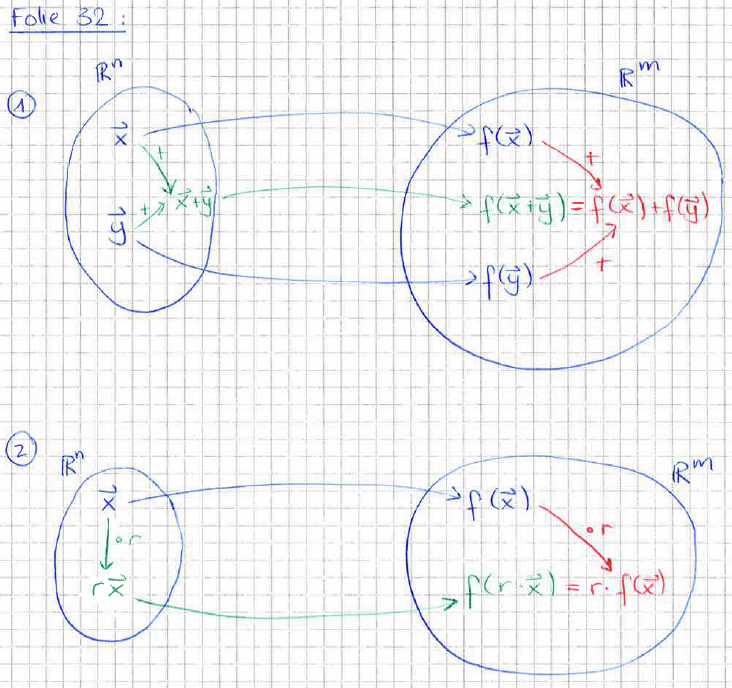 Folie 32:
ℝⁿ ℝᵐ
①
x⃗ f(x⃗)
+ +
+ x⃗+y⃗ f(x⃗+y⃗) = f(x⃗)+f(y⃗)
y⃗ f(y⃗) +
②
ℝⁿ ℝᵐ
x⃗ f(x⃗)
·r ·r
rx⃗ f(r·x⃗) = r·f(x⃗)